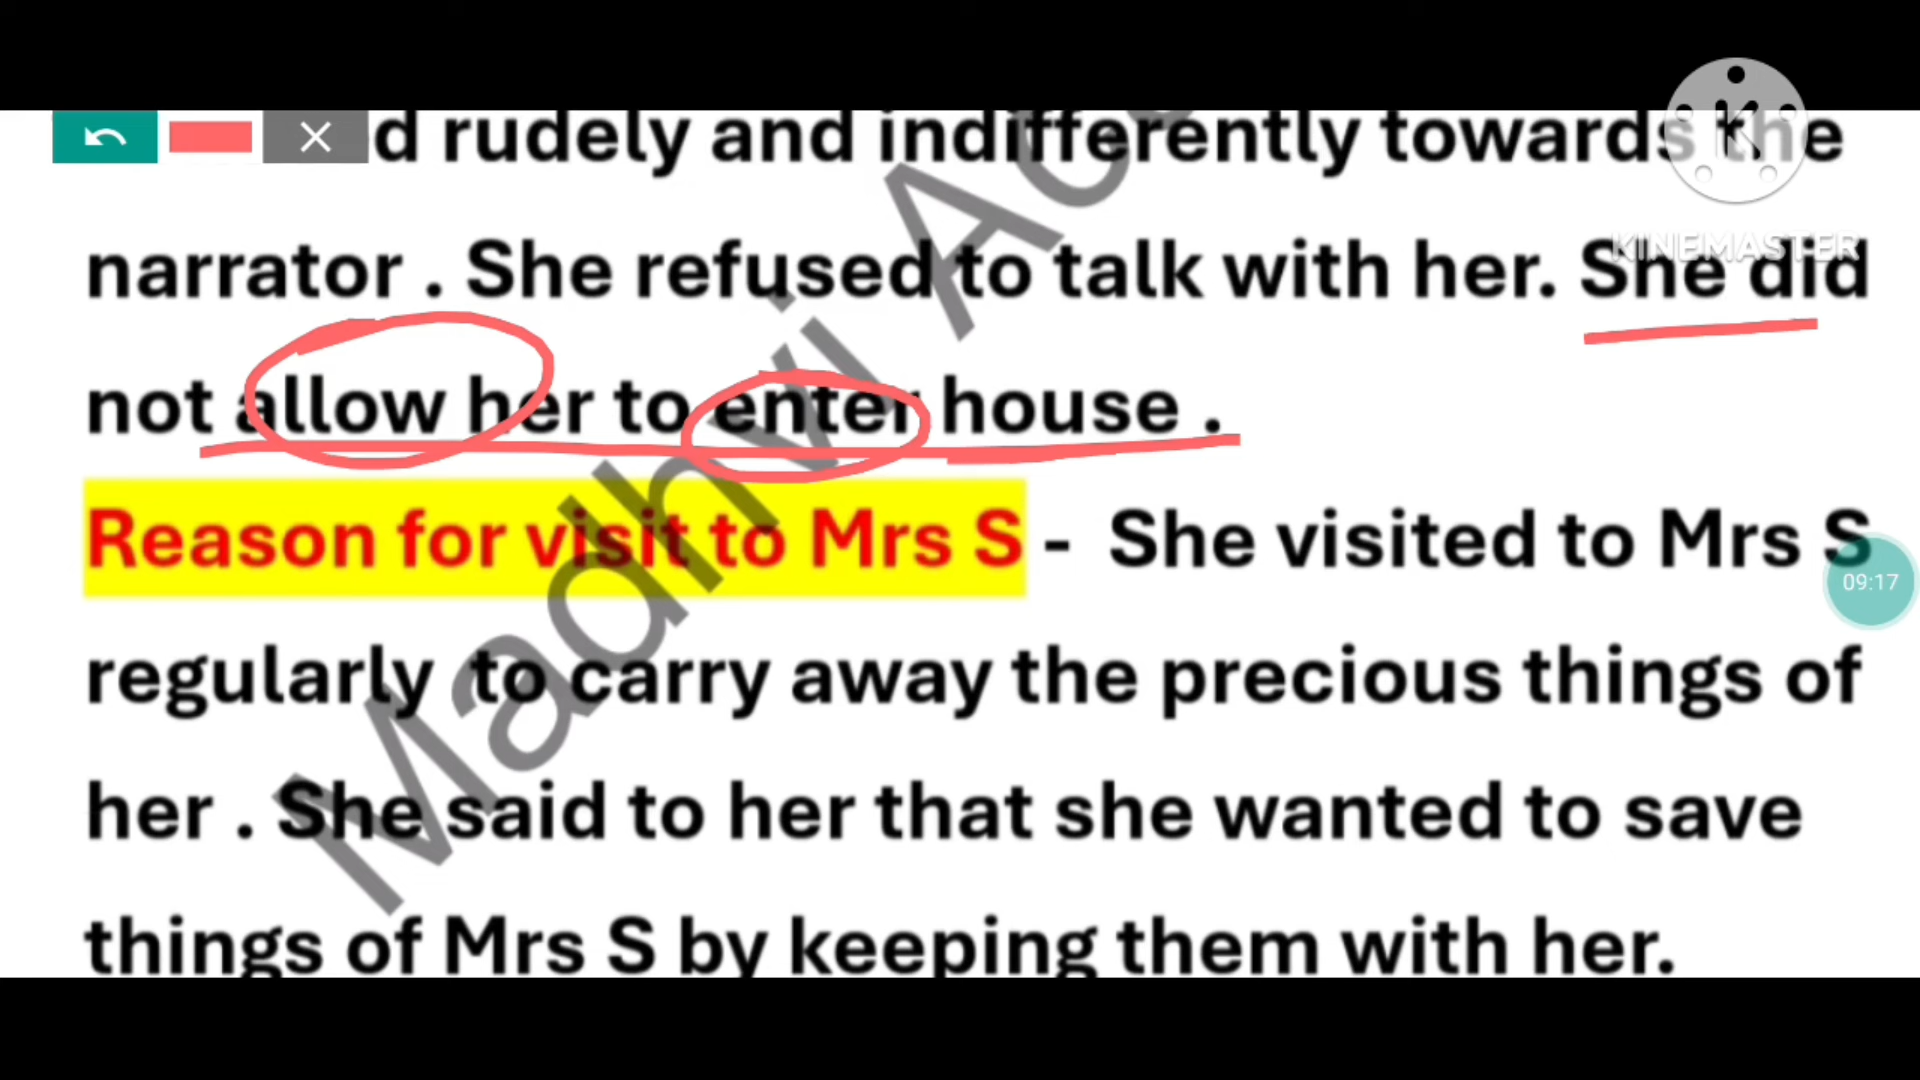 d rudely and indifferently towards the
KINEMASTER
narrator . She refused to talk with her. She did
not allow her to enter house .
Reason for visit to Mrs S - She visited to Mrs S
09:17
regularly to carry away the precious things of
her . She said to her that she wanted to save
things of Mrs S by keeping them with her.
Madhvi Ac